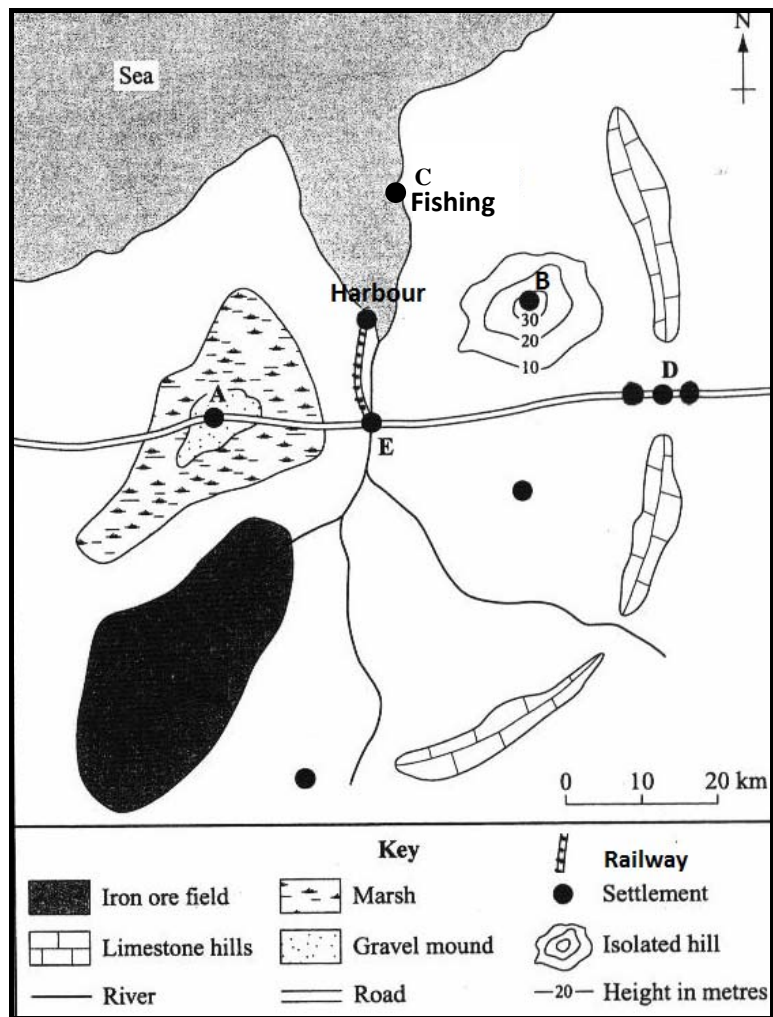 N
Sea
C
Fishing
Harbour
B
30
20
10
A
D
E
0 10 20 km
Key
Iron ore field
Marsh
Railway
Settlement
Limestone hills
Gravel mound
Isolated hill
River
Road
—20— Height in metres